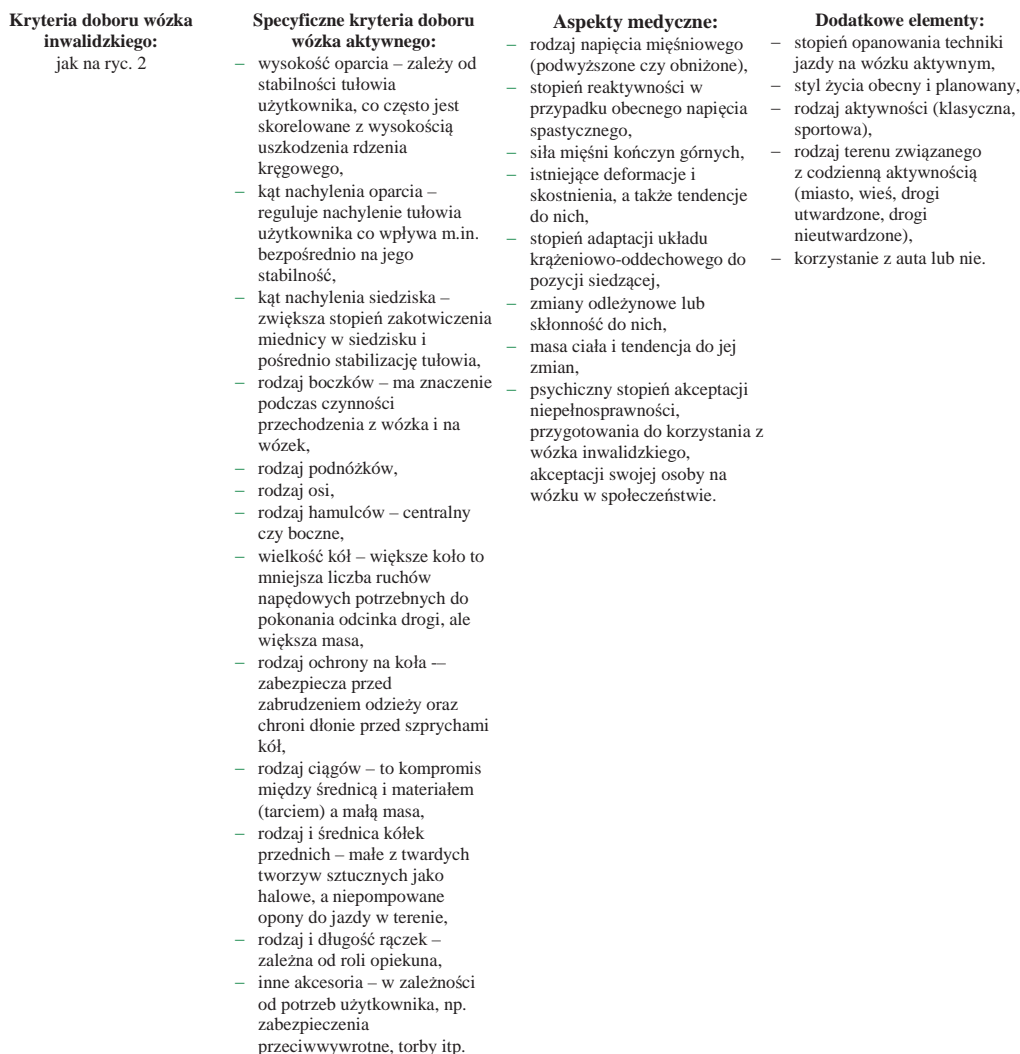 Kryteria doboru wózka
inwalidzkiego:
jak na ryc. 2
Specyficzne kryteria doboru
wózka aktywnego:
– wysokość oparcia – zależy od
stabilności tułowia
użytkownika, co często jest
skorelowane z wysokością
uszkodzenia rdzenia
kręgowego,
– kąt nachylenia oparcia –
reguluje nachylenie tułowia
użytkownika co wpływa m.in.
bezpośrednio na jego
stabilność,
– kąt nachylenia siedziska –
zwiększa stopień zakotwiczenia
miednicy w siedzisku i
pośrednio stabilizację tułowia,
– rodzaj boczków – ma znaczenie
podczas czynności
przechodzenia z wózka i na
wózek,
– rodzaj podnóżków,
– rodzaj osi,
– rodzaj hamulców – centralny
czy boczne,
– wielkość kół – większe koło to
mniejsza liczba ruchów
napędowych potrzebnych do
pokonania odcinka drogi, ale
większa masa,
– rodzaj ochrony na koła -–
zabezpiecza przed
zabrudzeniem odzieży oraz
chroni dłonie przed szprychami
kół,
– rodzaj ciągów – to kompromis
między średnicą i materiałem
(tarciem) a małą masa,
– rodzaj i średnica kółek
przednich – małe z twardych
tworzyw sztucznych jako
halowe, a niepompowane
opony do jazdy w terenie,
– rodzaj i długość rączek –
zależna od roli opiekuna,
– inne akcesoria – w zależności
od potrzeb użytkownika, np.
zabezpieczenia
przeciwwywrotne, torby itp.
Aspekty medyczne:
– rodzaj napięcia mięśniowego
(podwyższone czy obniżone),
– stopień reaktywności w
przypadku obecnego napięcia
spastycznego,
– siła mięśni kończyn górnych,
– istniejące deformacje i
skostnienia, a także tendencje
do nich,
– stopień adaptacji układu
krążeniowo-oddechowego do
pozycji siedzącej,
– zmiany odleżynowe lub
skłonność do nich,
– masa ciała i tendencja do jej
zmian,
– psychiczny stopień akceptacji
niepełnosprawności,
przygotowania do korzystania z
wózka inwalidzkiego,
akceptacji swojej osoby na
wózku w społeczeństwie.
Dodatkowe elementy:
– stopień opanowania techniki
jazdy na wózku aktywnym,
– styl życia obecny i planowany,
– rodzaj aktywności (klasyczna,
sportowa),
– rodzaj terenu związanego
z codzienną aktywnością
(miasto, wieś, drogi
utwardzone, drogi
nieutwardzone),
– korzystanie z auta lub nie.